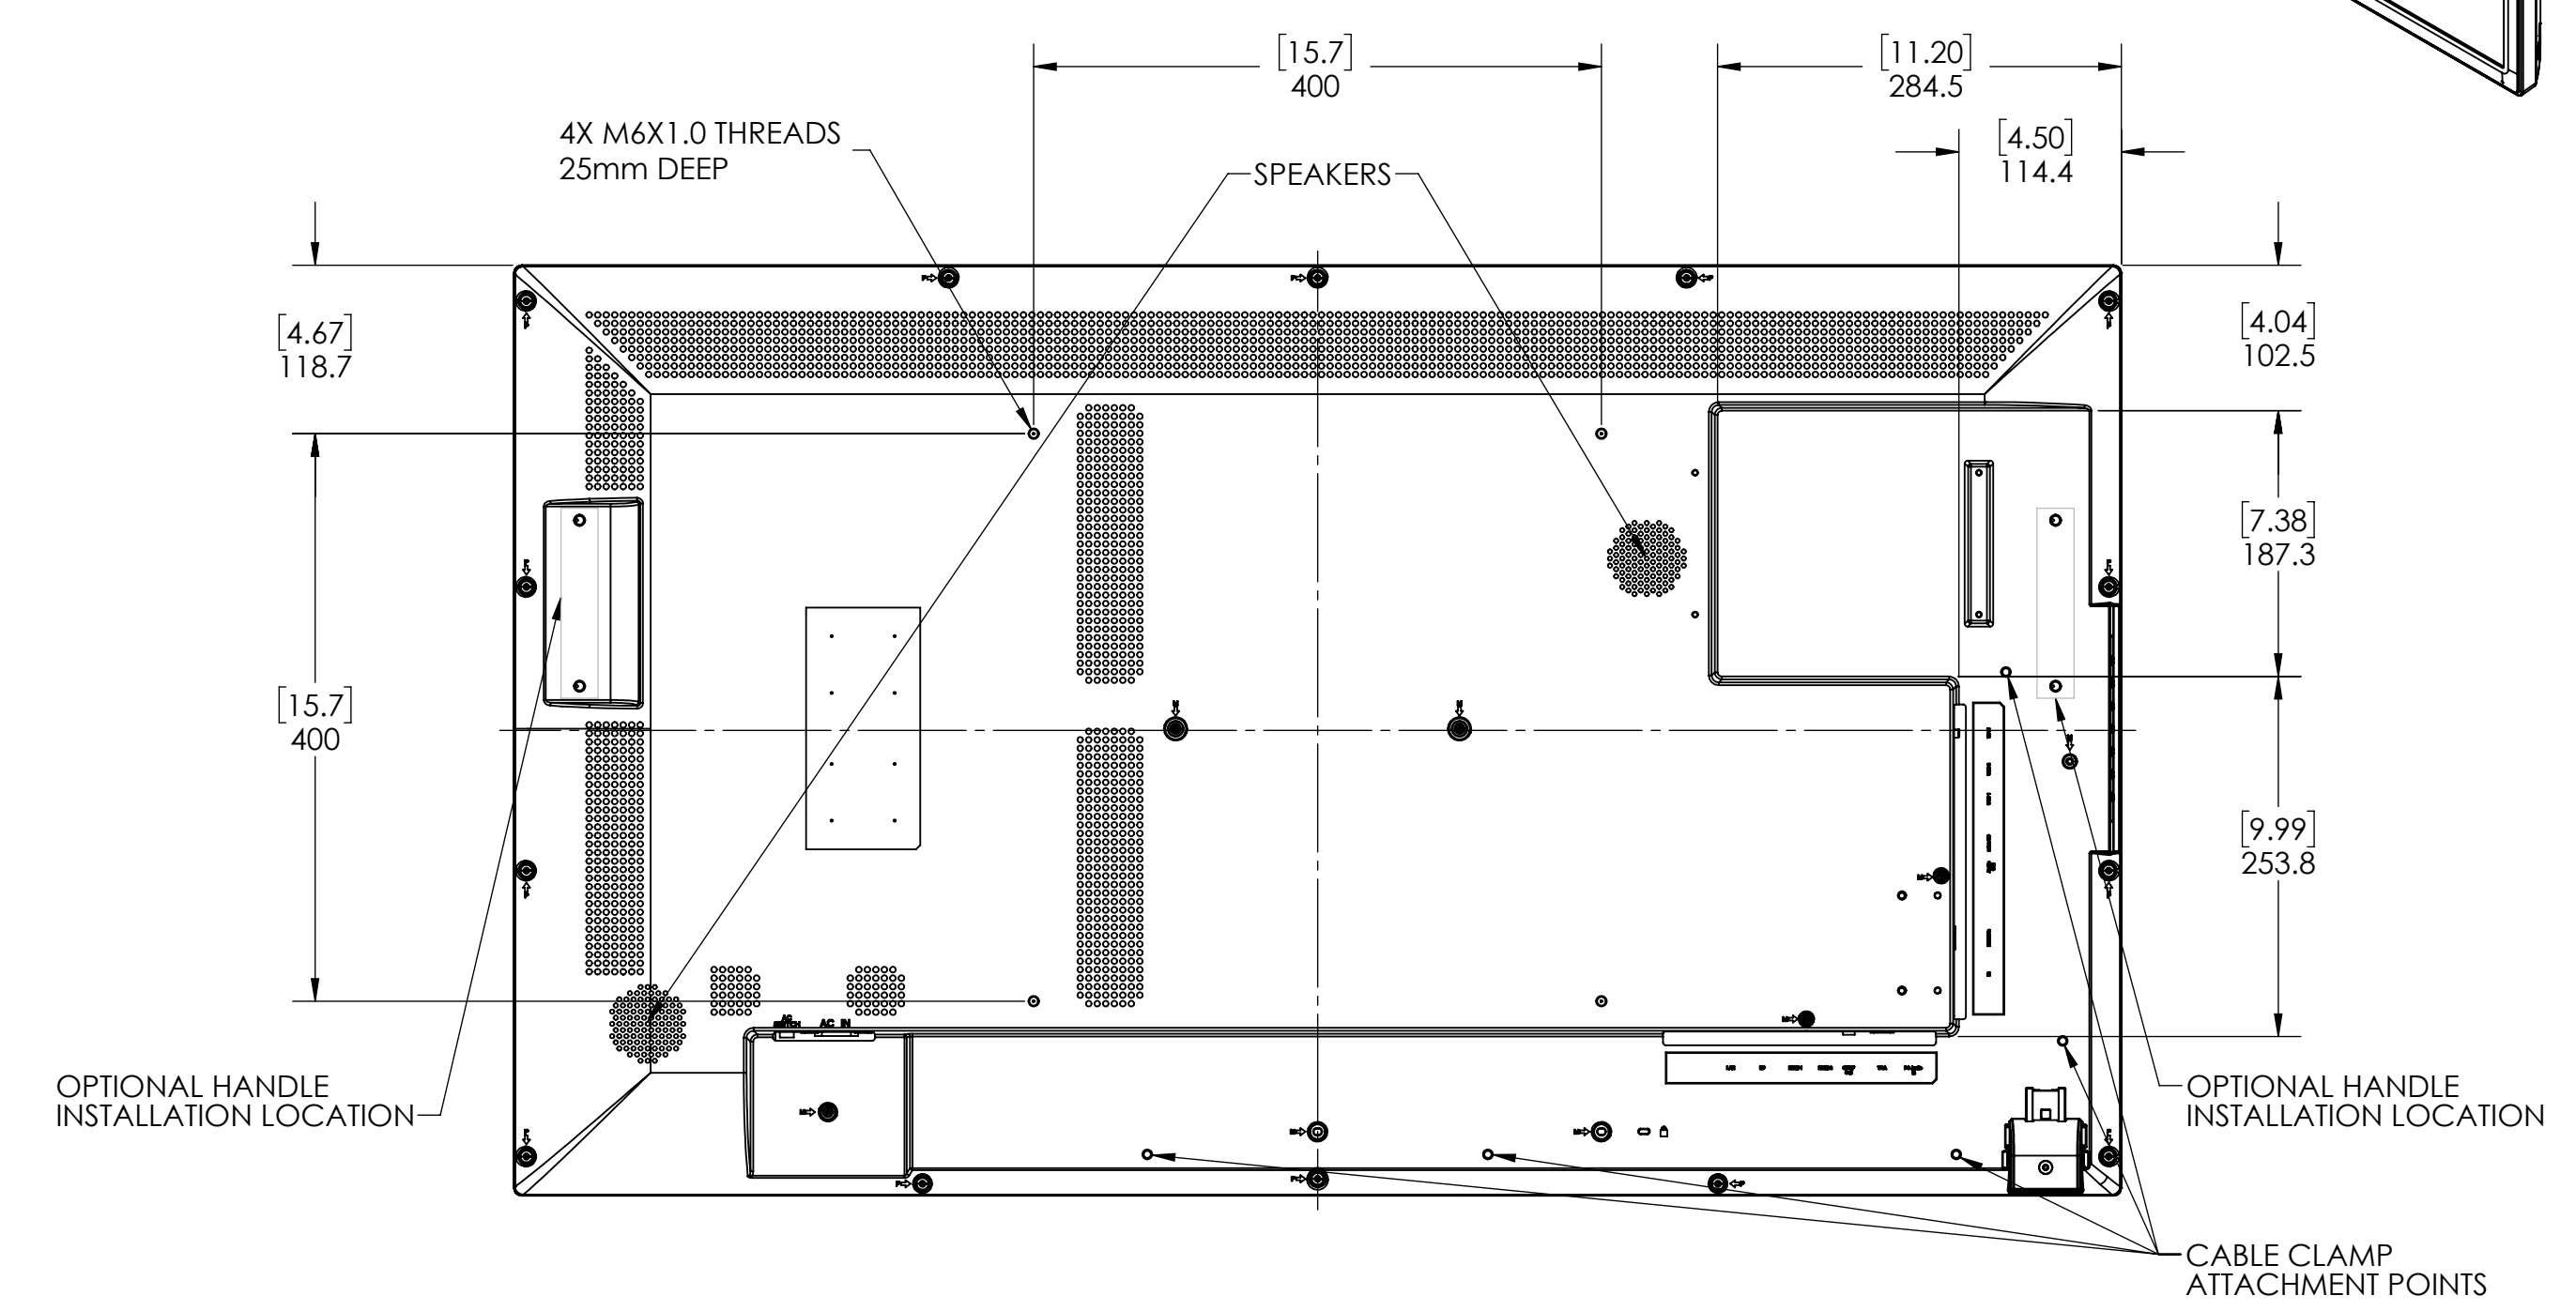 [15.7]
400
[11.20]
284.5
4X M6X1.0 THREADS
25mm DEEP
SPEAKERS
[4.50]
114.4
[4.67]
118.7
[4.04]
102.5
[7.38]
187.3
[15.7]
400
[9.99]
253.8
AC
SWITCH
AC IN
OPTIONAL HANDLE
INSTALLATION LOCATION
OPTIONAL HANDLE
INSTALLATION LOCATION
CABLE CLAMP
ATTACHMENT POINTS